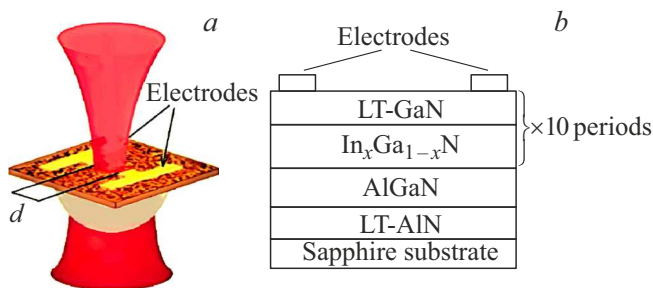 a
Electrodes
d
b
Electrodes
LT-GaN
InₓGa₁₋ₓN
×10 periods
AlGaN
LT-AlN
Sapphire substrate